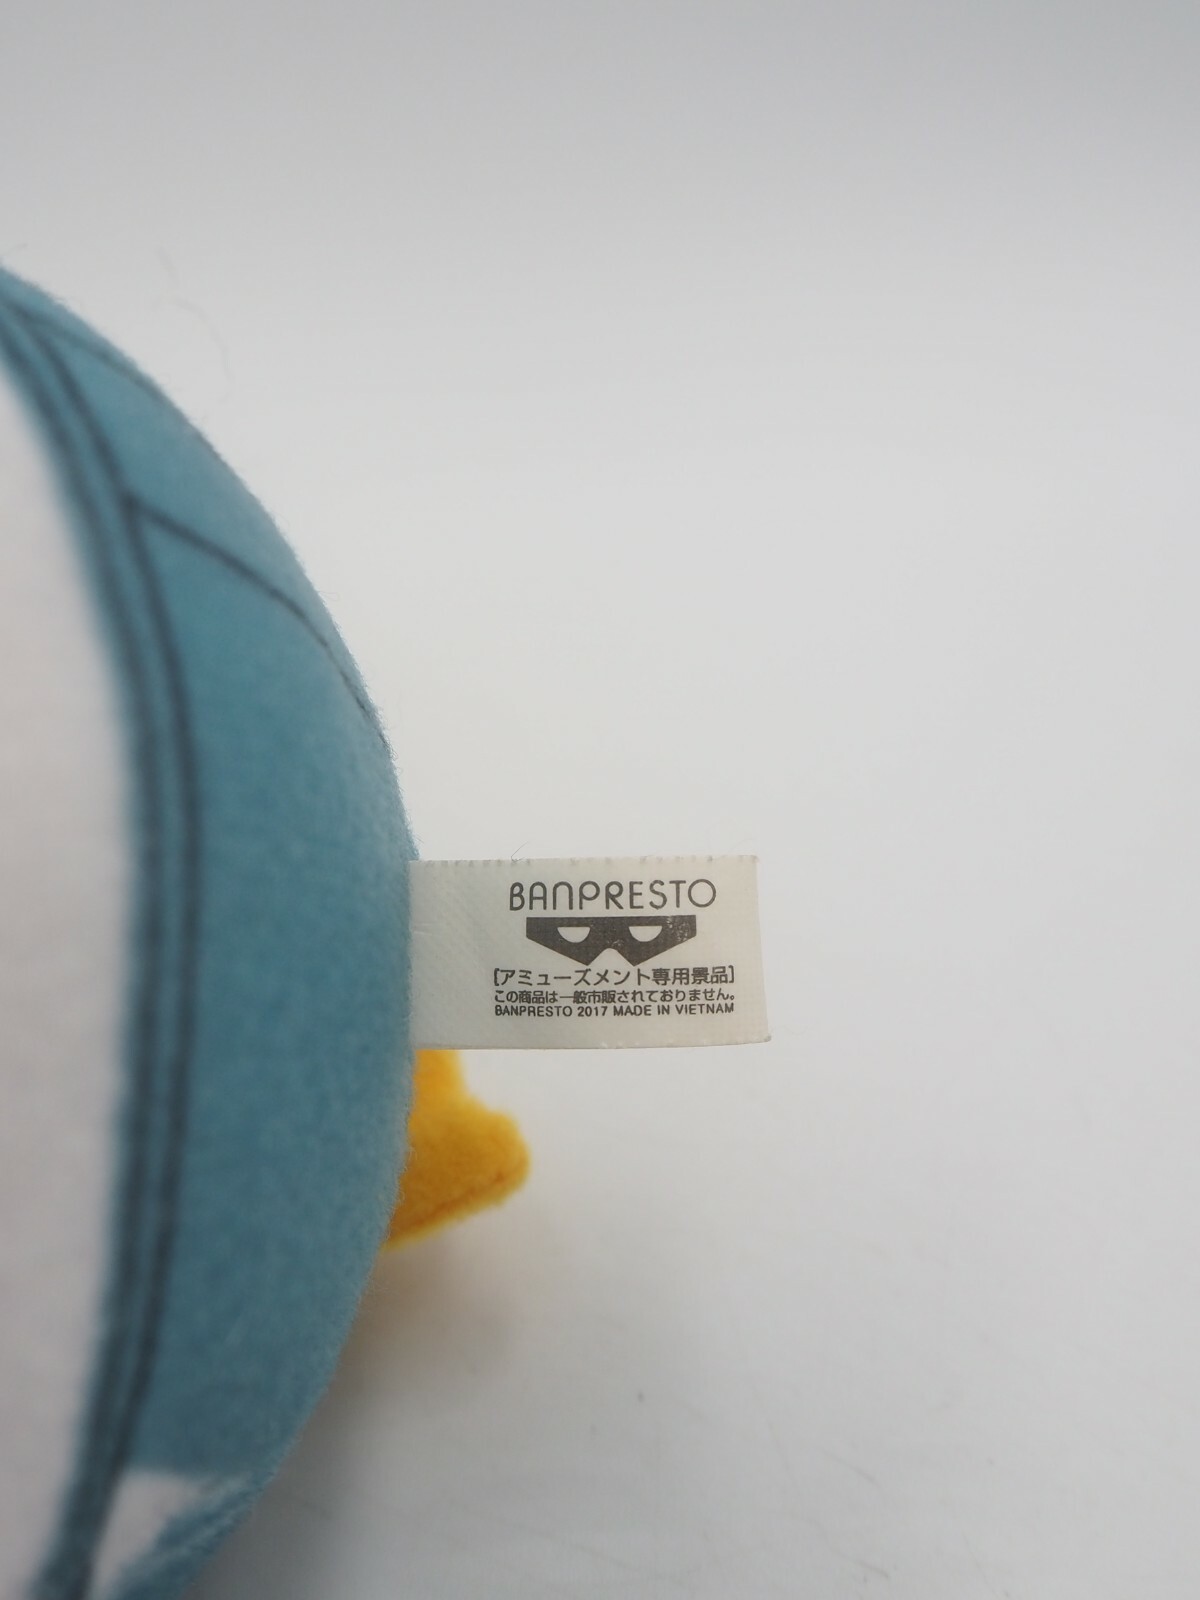 BANPRESTO
[アミューズメント専用景品]
この商品は一般市販されておりません。
BANPRESTO 2017 MADE IN VIETNAM